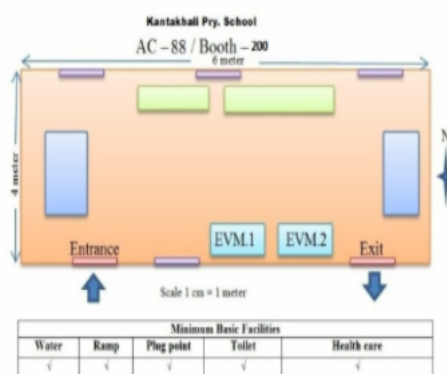 Kantakhali Pry. School
AC – 88 / Booth – 200
6 meter
4 meter
N
EVM.1 EVM.2
Entrance Exit
Scale 1 cm = 1 meter
Minimum Basic Facilities
Water Ramp Plug point Toilet Health care
√ √ √ √ √